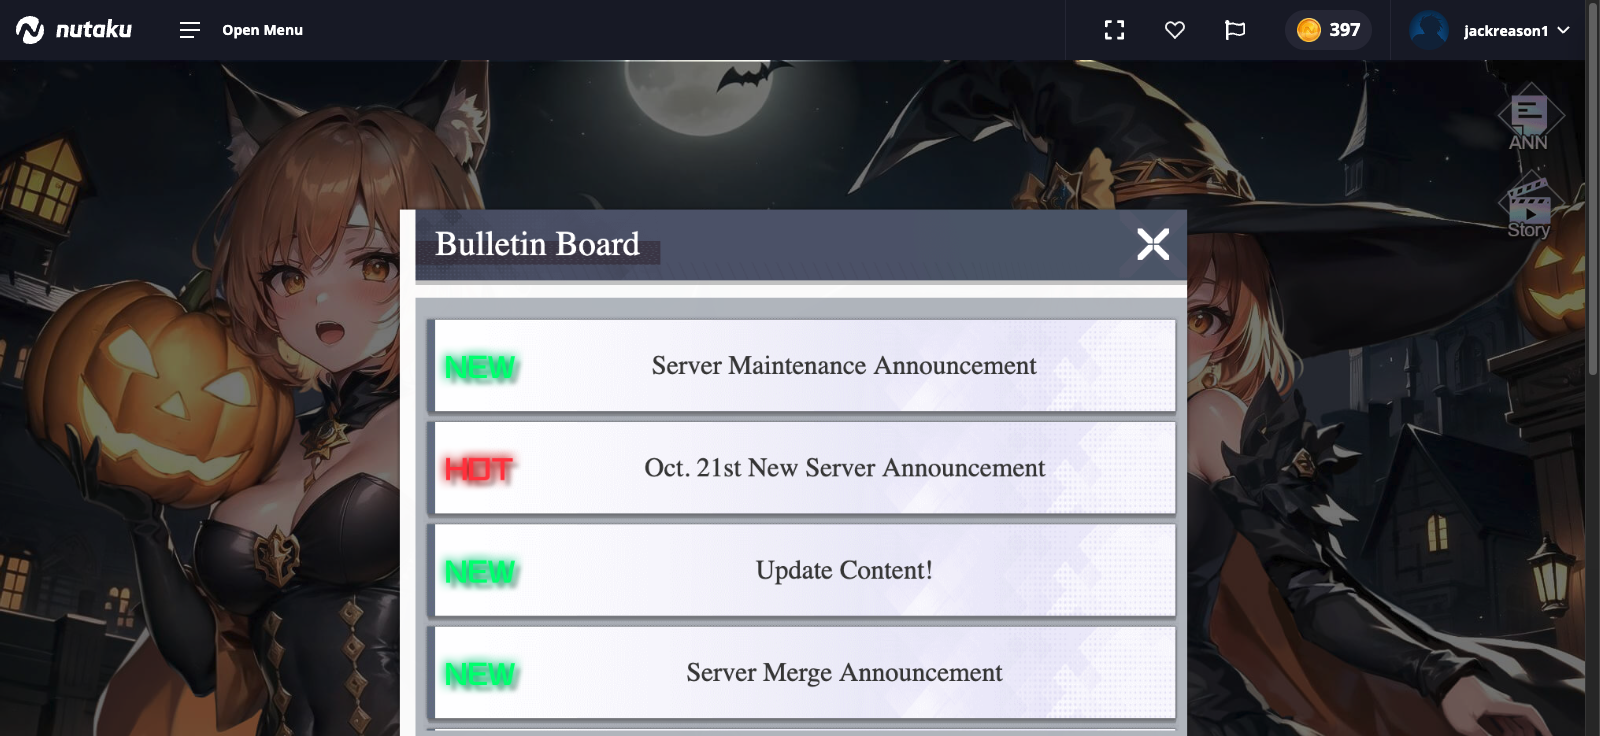 nutaku
Open Menu
397
jackreason1
ANN
Story
Bulletin Board
NEW
Server Maintenance Announcement
HOT
Oct. 21st New Server Announcement
NEW
Update Content!
NEW
Server Merge Announcement